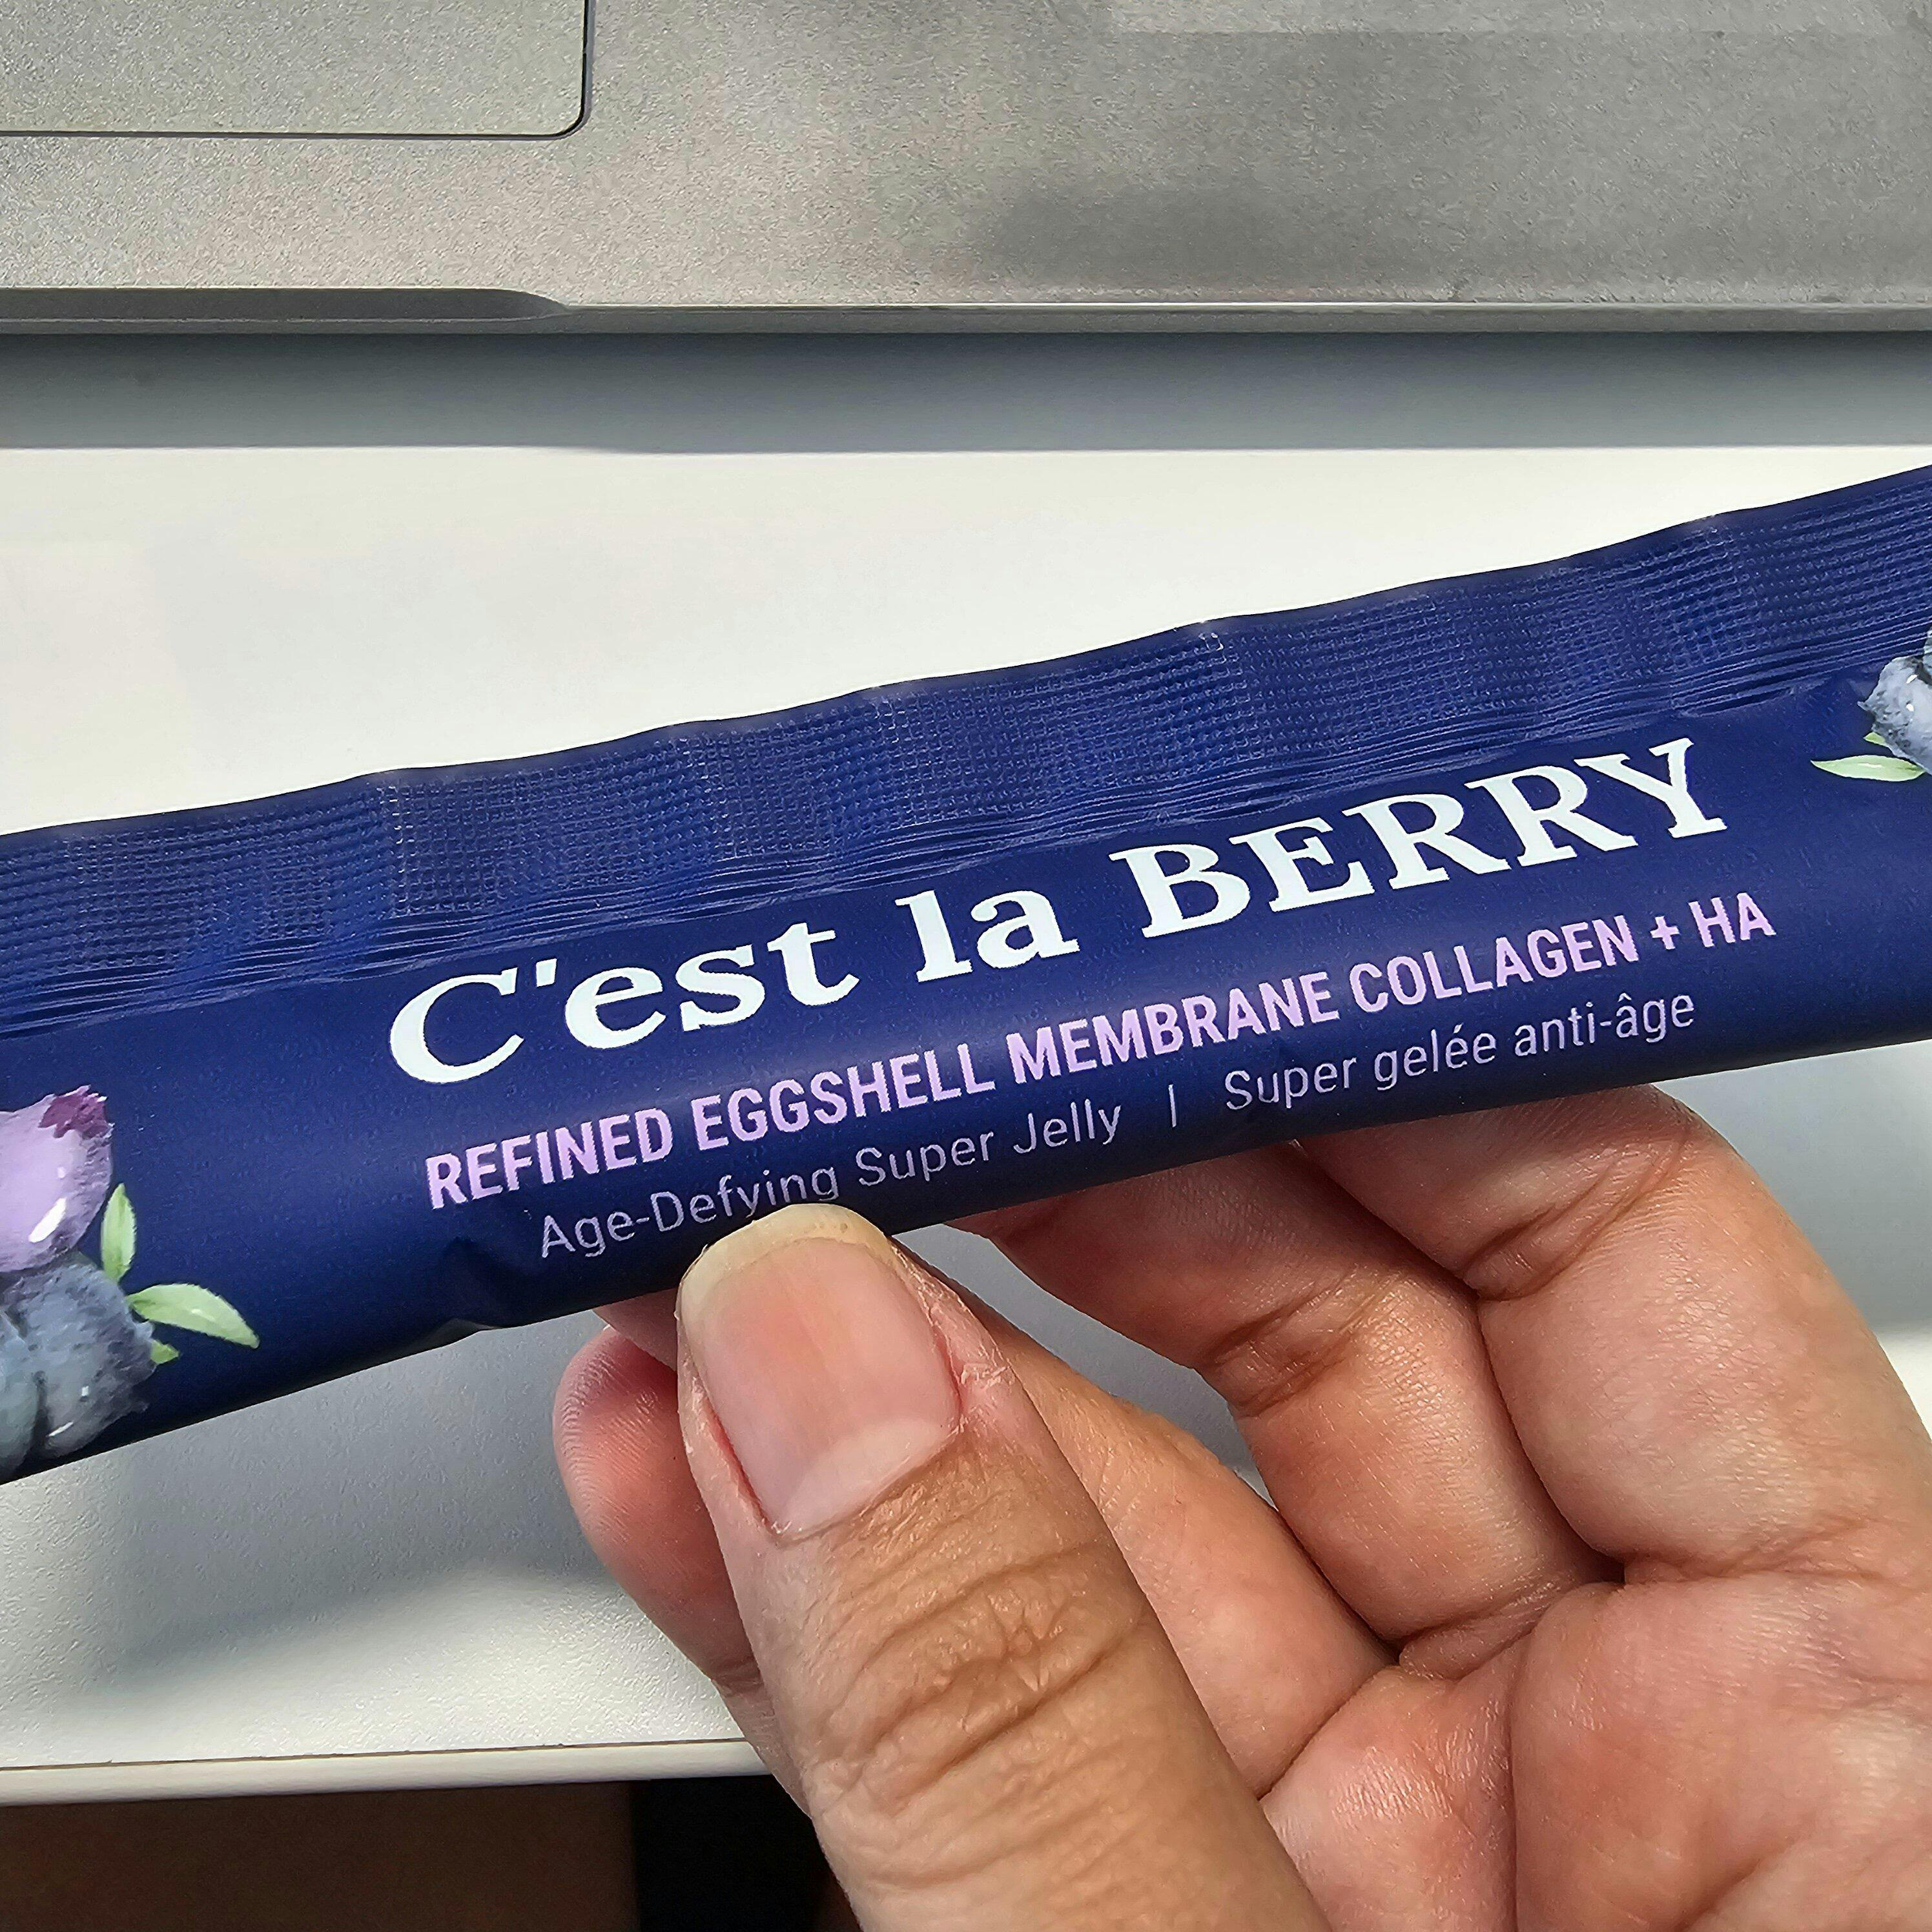 C'est la BERRY
REFINED EGGSHELL MEMBRANE COLLAGEN + HA
Age-Defying Super Jelly | Super gelée anti-âge